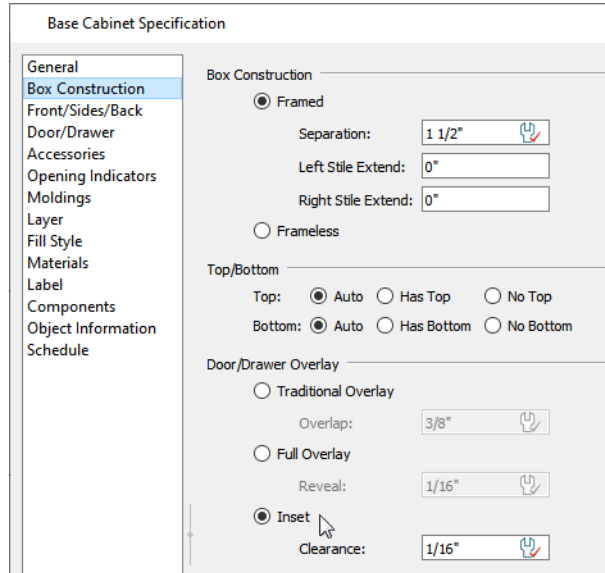 Base Cabinet Specification
General
Box Construction
Front/Sides/Back
Door/Drawer
Accessories
Opening Indicators
Moldings
Layer
Fill Style
Materials
Label
Components
Object Information
Schedule
Box Construction
Framed
Separation: 1 1/2"
Left Stile Extend: 0"
Right Stile Extend: 0"
Frameless
Top/Bottom
Top: Auto Has Top No Top
Bottom: Auto Has Bottom No Bottom
Door/Drawer Overlay
Traditional Overlay
Overlap: 3/8"
Full Overlay
Reveal: 1/16"
Inset
Clearance: 1/16"